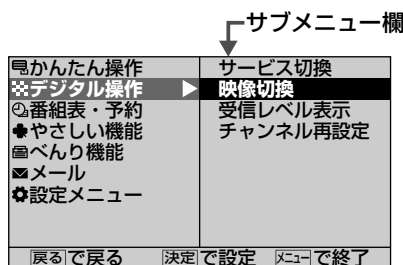 サブメニュー欄
かんたん操作
デジタル操作
番組表・予約
やさしい機能
べんり機能
メール
設定メニュー
サービス切換
映像切換
受信レベル表示
チャンネル再設定
戻る で戻る 決定 で設定 メニュー で終了